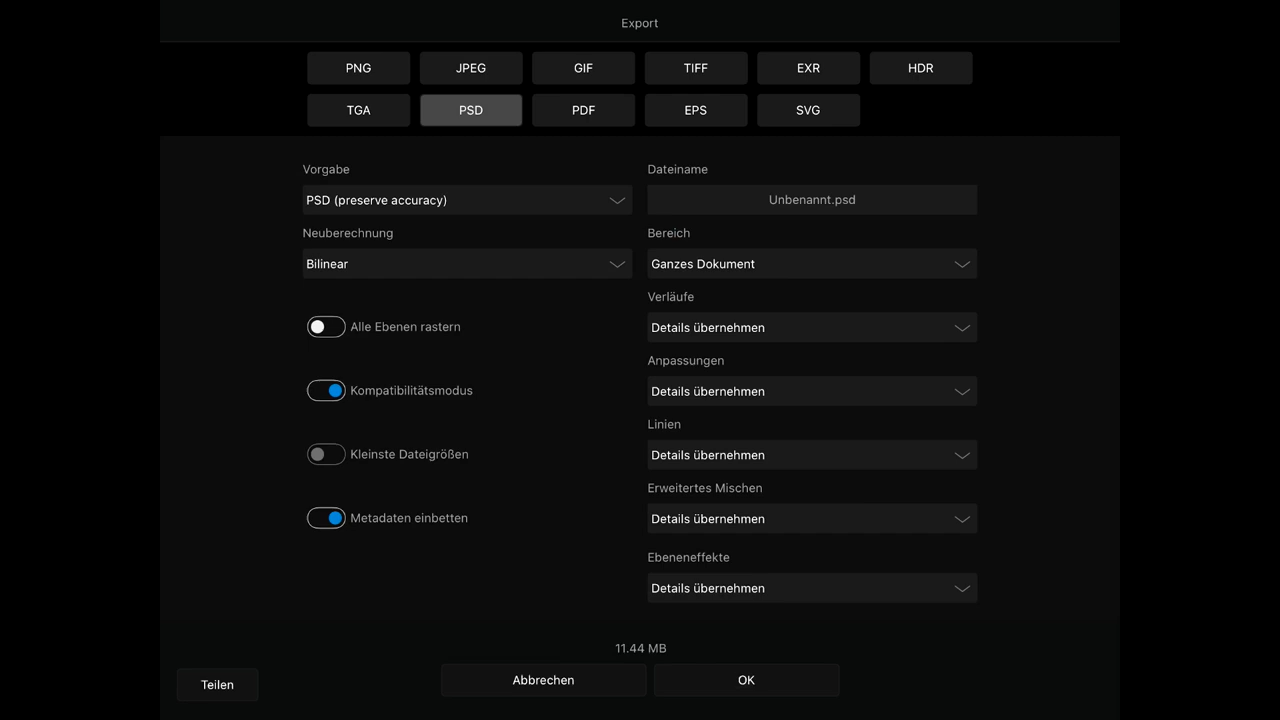 Export
PNG JPEG GIF TIFF EXR HDR
TGA PSD PDF EPS SVG
Vorgabe
PSD (preserve accuracy)
Neuberechnung
Bilinear
Alle Ebenen rastern
Kompatibilitätsmodus
Kleinste Dateigrößen
Metadaten einbetten
Dateiname
Unbenannt.psd
Bereich
Ganzes Dokument
Verläufe
Details übernehmen
Anpassungen
Details übernehmen
Linien
Details übernehmen
Erweitertes Mischen
Details übernehmen
Ebeneneffekte
Details übernehmen
11.44 MB
Teilen
Abbrechen
OK